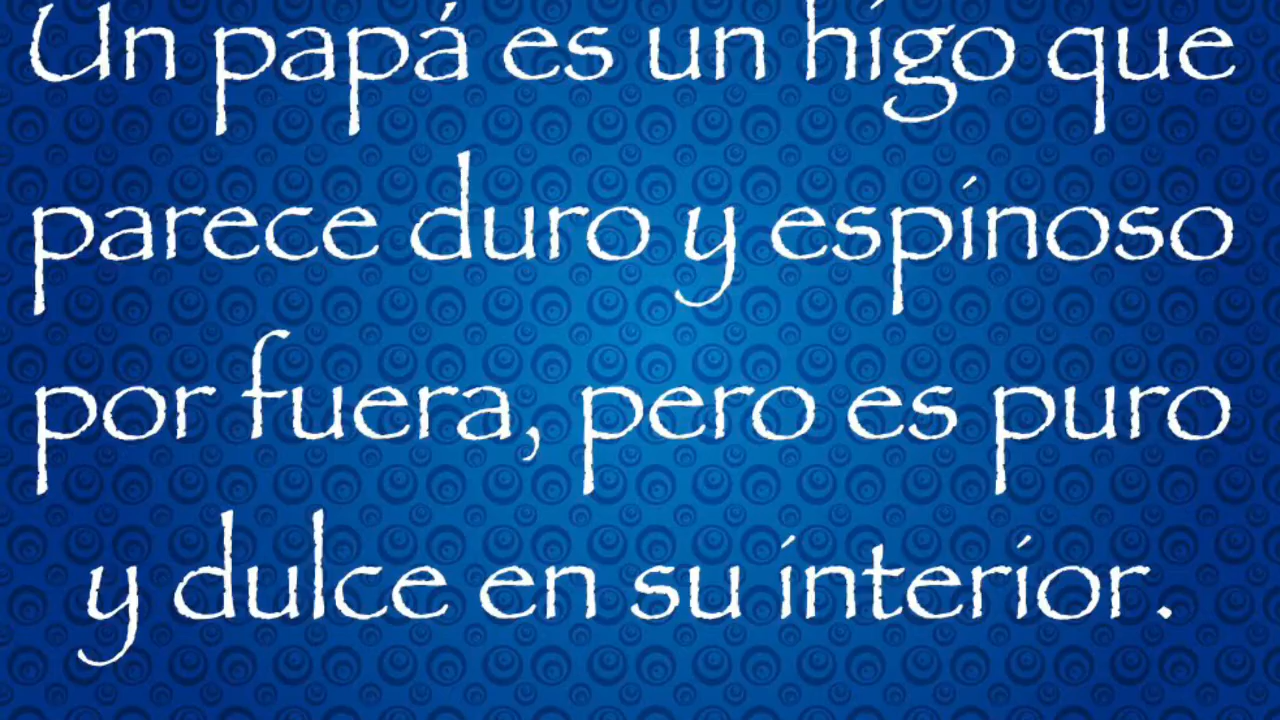 Un papá es un higo que
parece duro y espinoso
por fuera, pero es puro
y dulce en su interior.